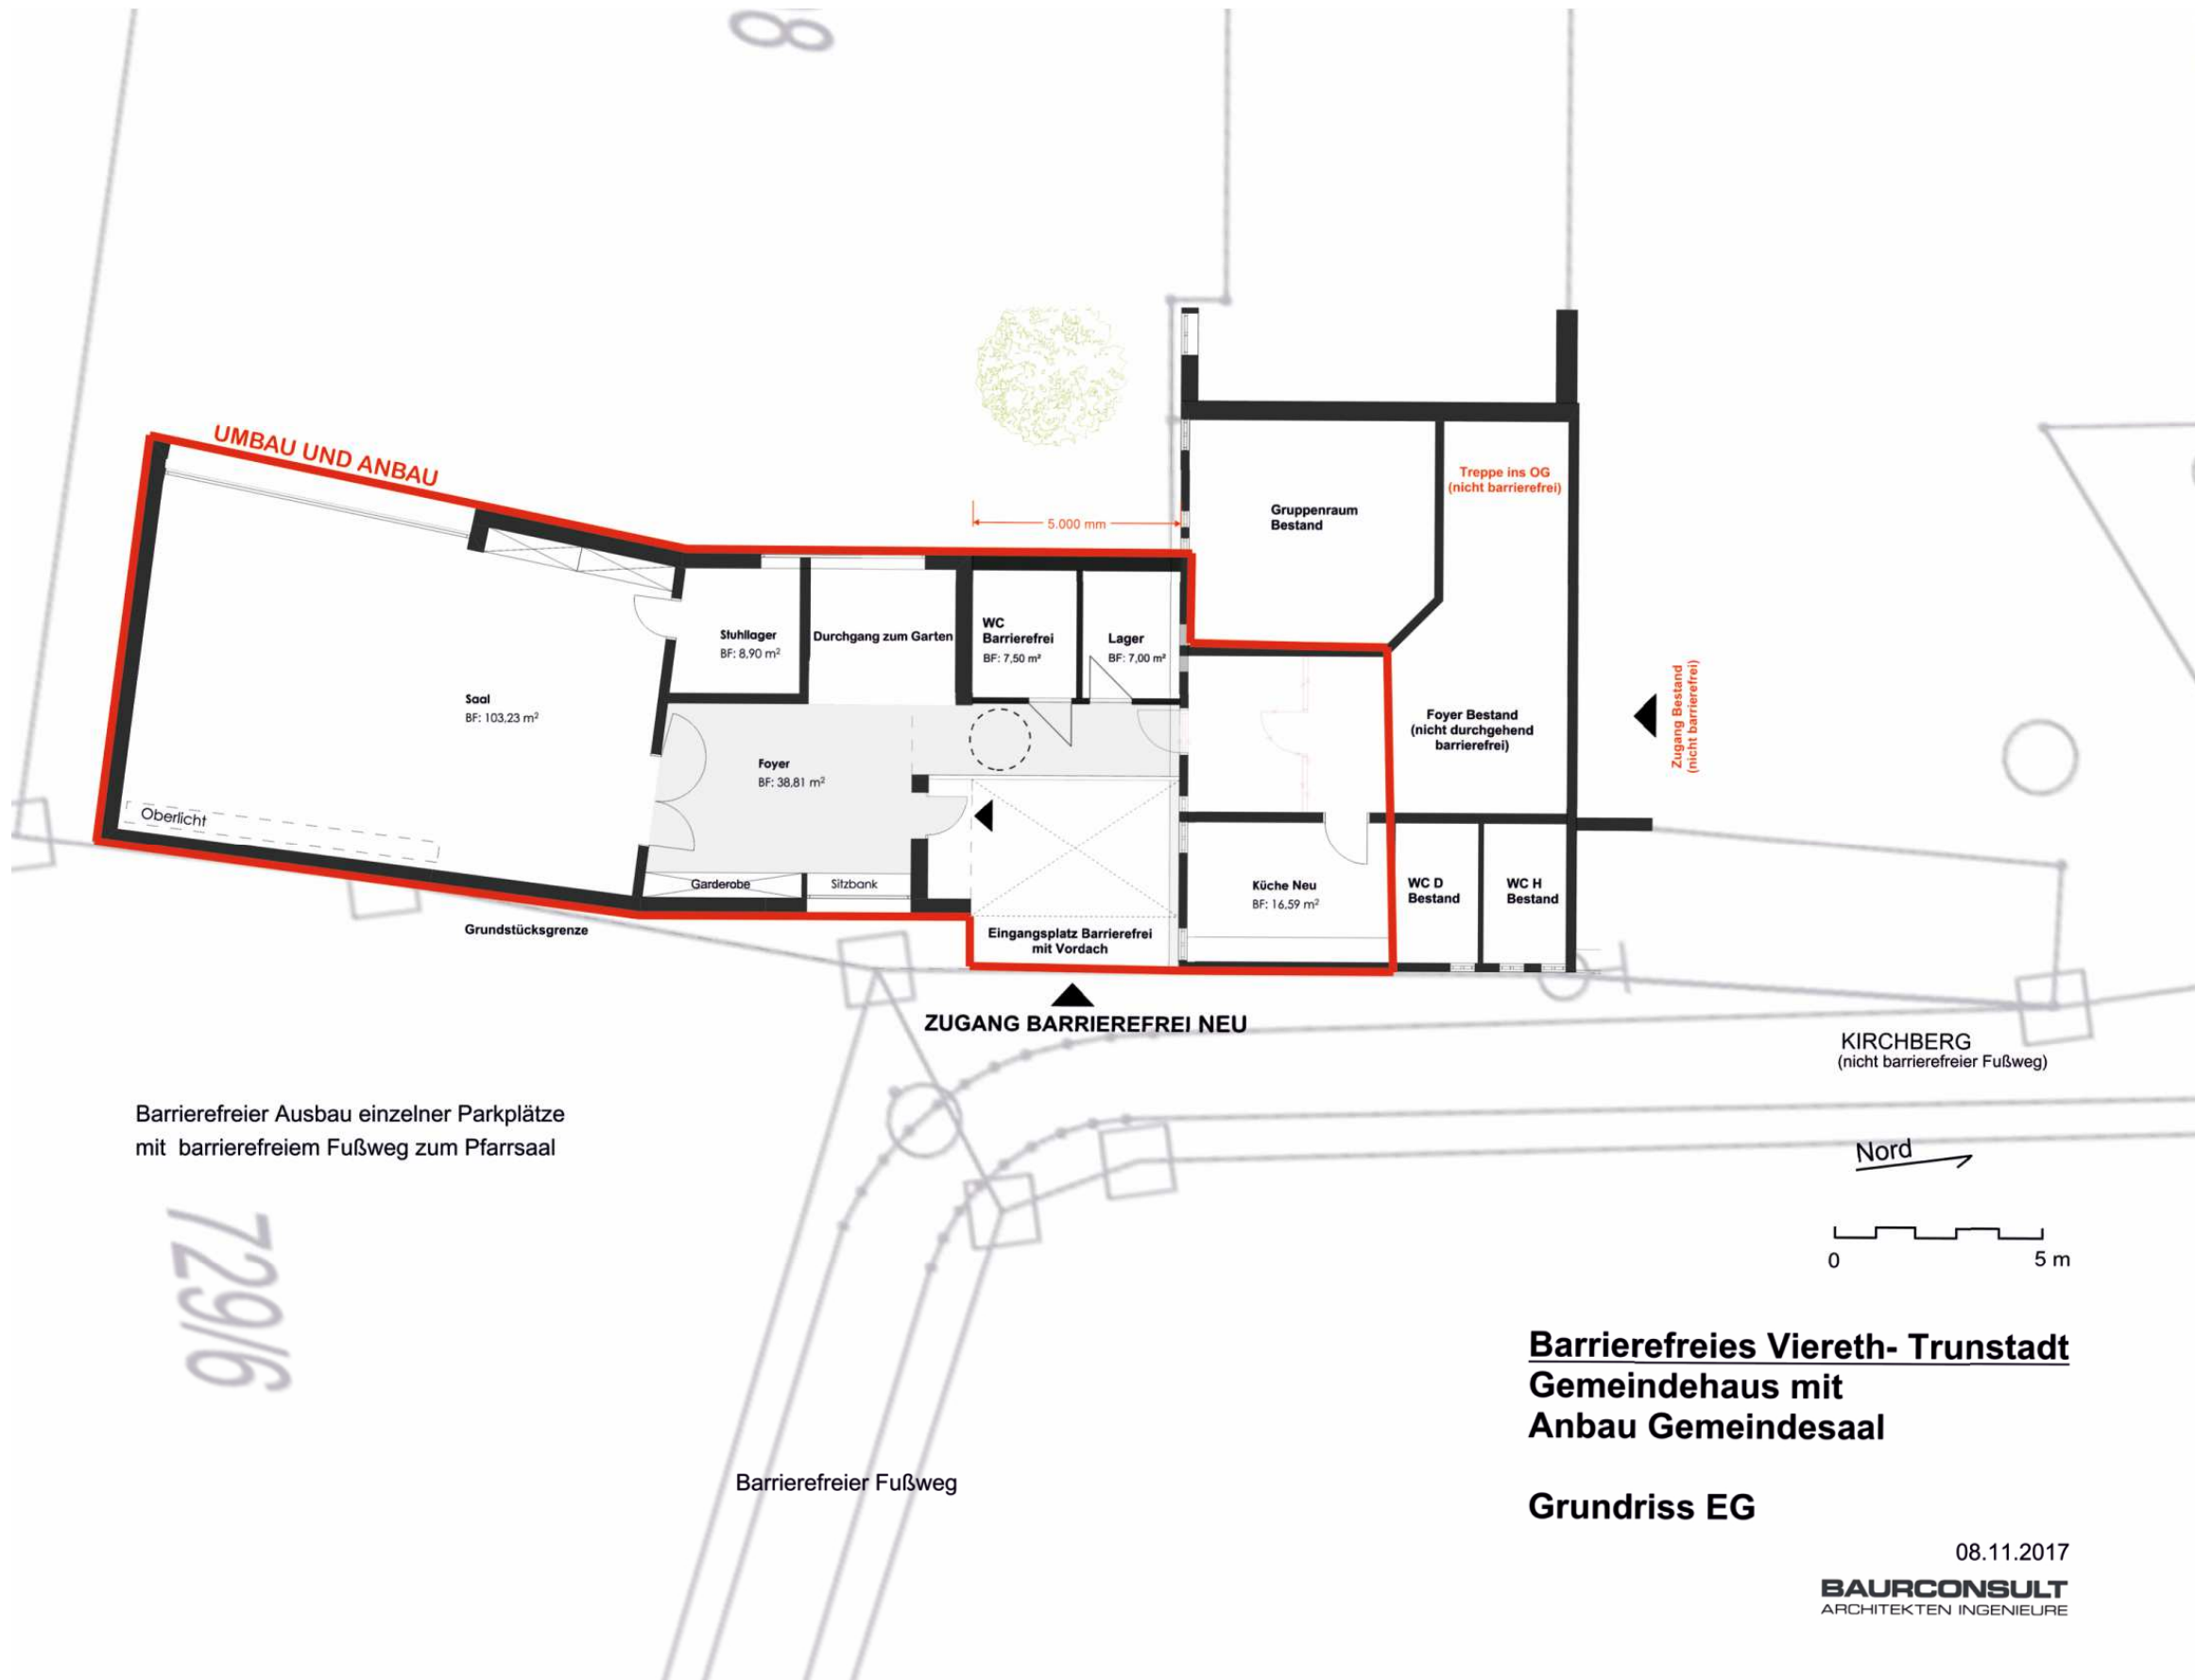 8
UMBAU UND ANBAU
5.000 mm
Gruppenraum
Bestand
Treppe ins OG
(nicht barrierefrei)
Stuhllager
BF: 8,90 m²
Durchgang zum Garten
WC
Barrierefrei
BF: 7,50 m²
Lager
BF: 7,00 m²
Saal
BF: 103,23 m²
Foyer
BF: 38,81 m²
Foyer Bestand
(nicht durchgehend
barrierefrei)
Zugang Bestand
(nicht barrierefrei)
Oberlicht
Garderobe
Sitzbank
Küche Neu
BF: 16,59 m²
WC D
Bestand
WC H
Bestand
Grundstücksgrenze
Eingangsplatz Barrierefrei
mit Vordach
ZUGANG BARRIEREFREI NEU
KIRCHBERG
(nicht barrierefreier Fußweg)
Barrierefreier Ausbau einzelner Parkplätze
mit barrierefreiem Fußweg zum Pfarrsaal
Nord
729/6
0
5 m
Barrierefreies Viereth- Trunstadt
Gemeindehaus mit
Anbau Gemeindesaal
Barrierefreier Fußweg
Grundriss EG
08.11.2017
BAURCONSULT
ARCHITEKTEN INGENIEURE